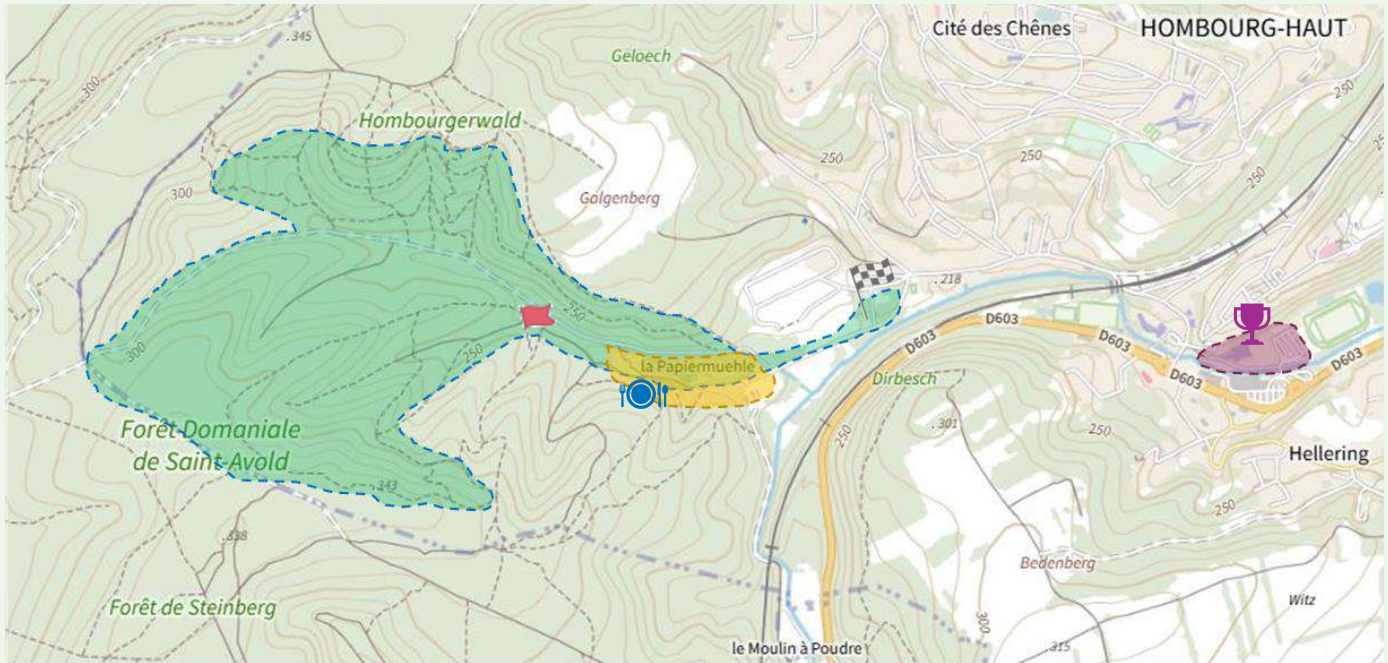 Cité des Chênes
HOMBOURG-HAUT
.345
Geloech
300
250
Hombourgerwald
250
250
250
300
Galgenberg
.218
250
D603
D603
D603
D603
D603
300
250
la Papiermuehle
Dirbesch
.301
250
250
Forêt Domaniale
de Saint-Avold
Hellering
343
250
.338
Bedenberg
Forêt de Steinberg
Witz
300
le Moulin à Poudre
.315